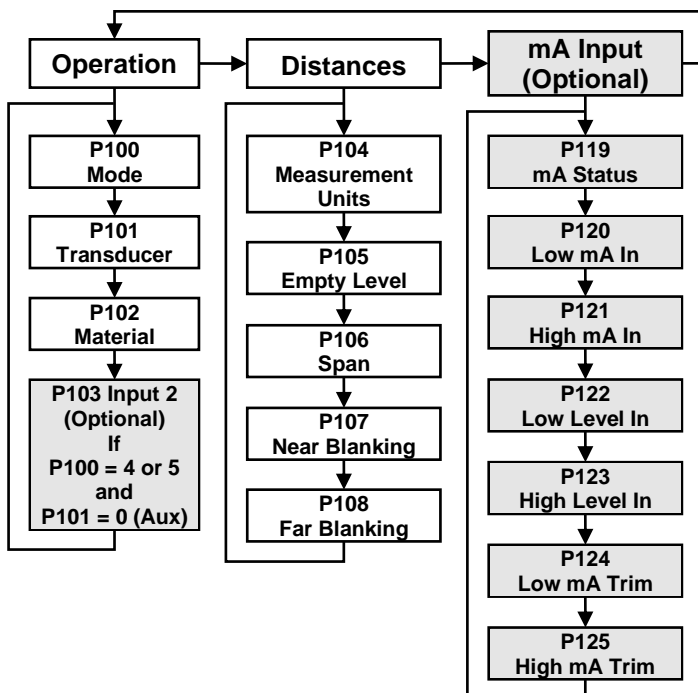 Operation
Distances
mA Input
(Optional)
P100
Mode
P101
Transducer
P102
Material
P103 Input 2
(Optional)
If
P100 = 4 or 5
and
P101 = 0 (Aux)
P104
Measurement
Units
P105
Empty Level
P106
Span
P107
Near Blanking
P108
Far Blanking
P119
mA Status
P120
Low mA In
P121
High mA In
P122
Low Level In
P123
High Level In
P124
Low mA Trim
P125
High mA Trim